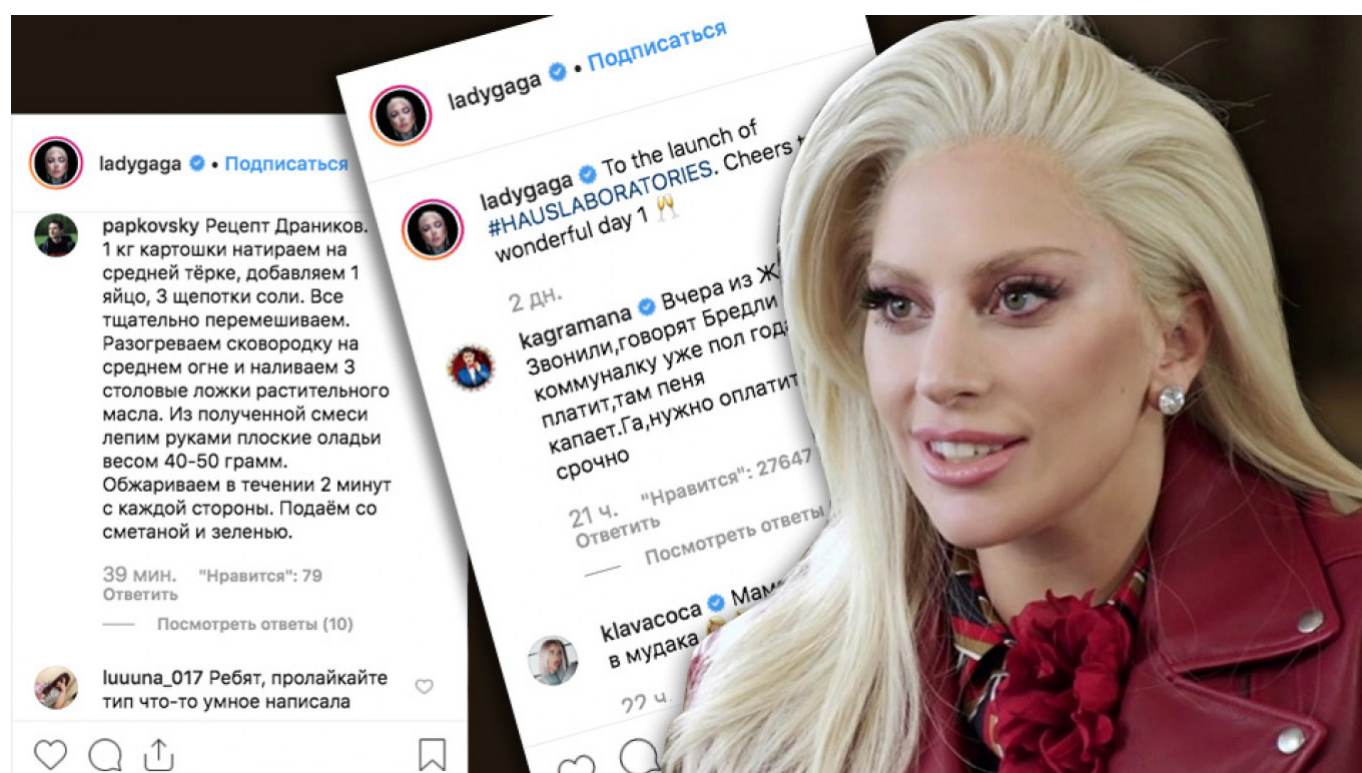 ladygaga • Подписаться
papkovsky Рецепт Драников.
1 кг картошки натираем на
средней тёрке, добавляем 1
яйцо, 3 щепотки соли. Все
тщательно перемешиваем.
Разогреваем сковородку на
среднем огне и наливаем 3
столовые ложки растительного
масла. Из полученной смеси
лепим руками плоские оладьи
весом 40-50 грамм.
Обжариваем в течении 2 минут
с каждой стороны. Подаём со
сметаной и зеленью.
39 мин. "Нравится": 79
Ответить
Посмотреть ответы (10)
luuuna_017 Ребят, пролайкайте
тип что-то умное написала
ladygaga • Подписаться
ladygaga To the launch of
#HAUSLABORATORIES. Cheers
wonderful day 1
2 дн.
kagramana Вчера из
Звонили,говорят Бредли
коммуналку уже пол
платит,там пеня
капает.Га,нужно
срочно
21 ч. "Нравится": 27647
Ответить
Посмотреть ответы
klavacoca
в мудака
22 ч.